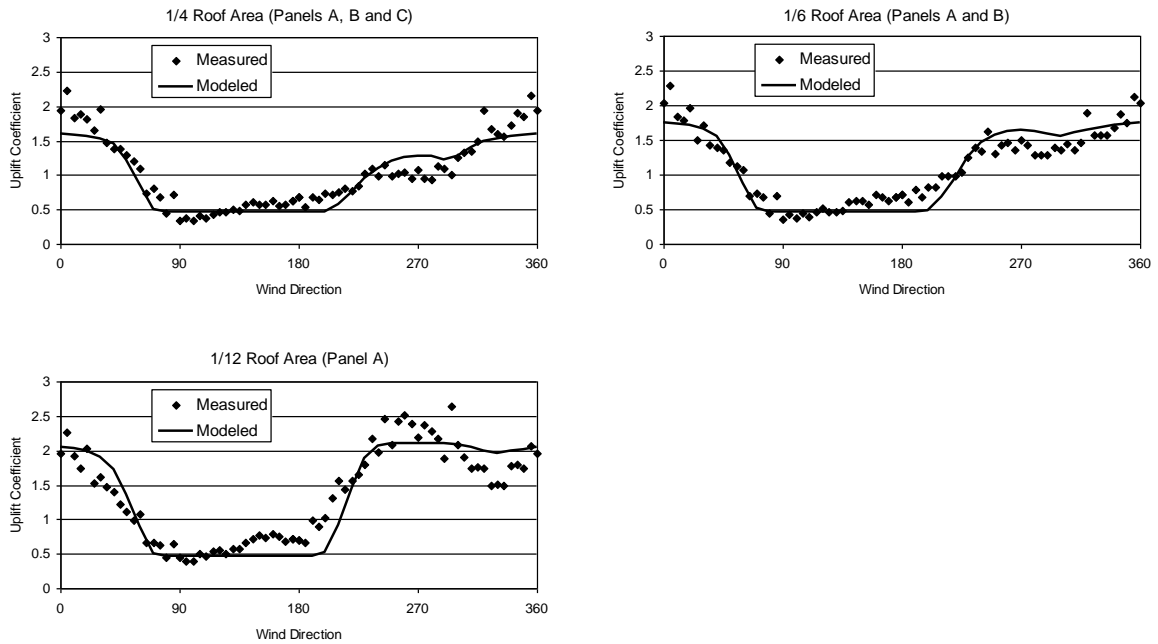 1/4 Roof Area (Panels A, B and C)
3
2.5
2
1.5
1
0.5
0
Uplift Coefficient
Measured
Modeled
0
90
180
270
360
Wind Direction
1/6 Roof Area (Panels A and B)
3
2.5
2
1.5
1
0.5
0
Uplift Coefficient
Measured
Modeled
0
90
180
270
360
Wind Direction
1/12 Roof Area (Panel A)
3
2.5
2
1.5
1
0.5
0
Uplift Coefficient
Measured
Modeled
0
90
180
270
360
Wind Direction